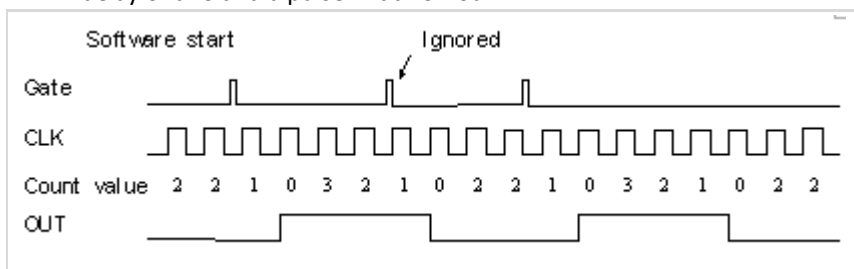 Software start Ignored
Gate
CLK
Count value 2 2 1 0 3 2 1 0 2 2 1 0 3 2 1 0 2 2
OUT